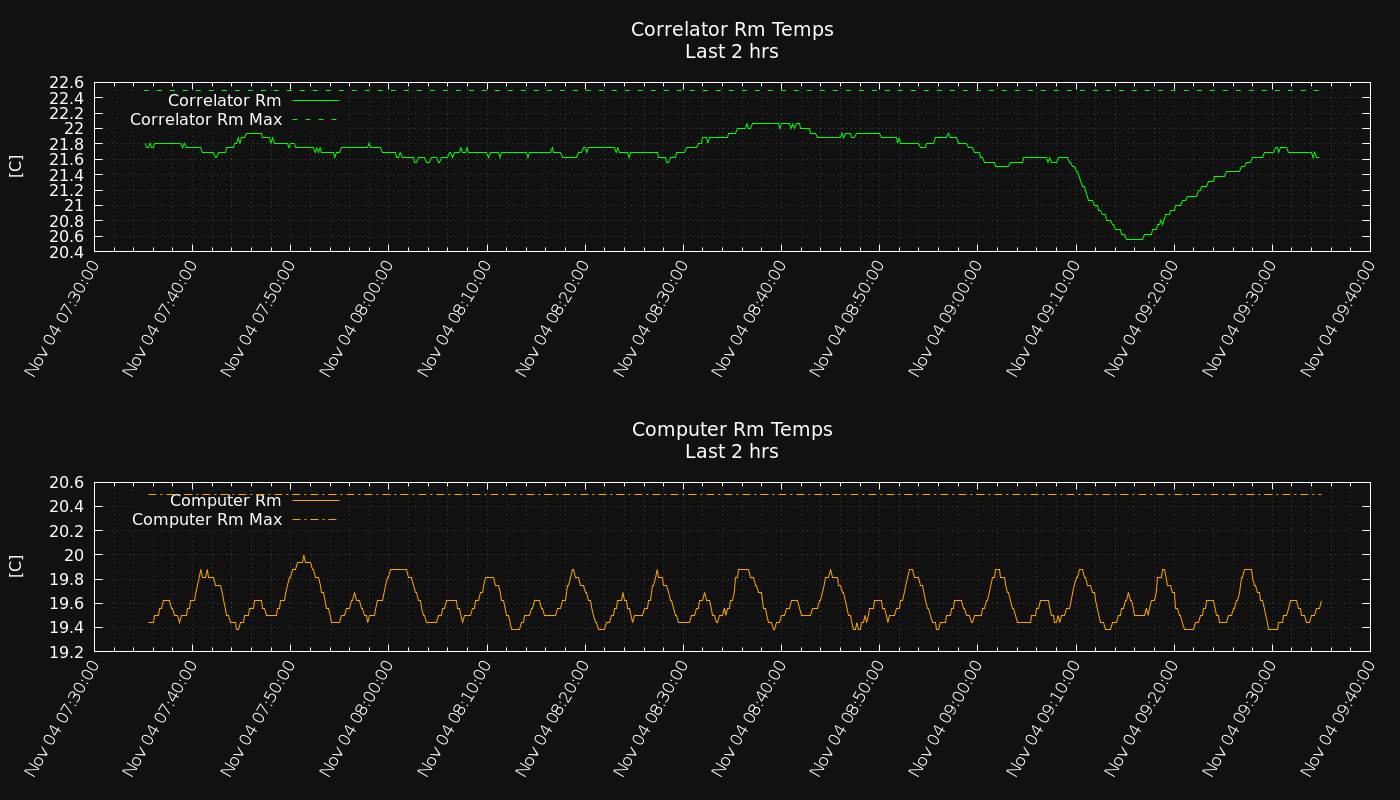 Correlator Rm Temps
Last 2 hrs
22.6
22.4
22.2
22
21.8
21.6
21.4
21.2
21
20.8
20.6
20.4
[C]
Correlator Rm
Correlator Rm Max
Nov 04 07:30:00
Nov 04 07:40:00
Nov 04 07:50:00
Nov 04 08:00:00
Nov 04 08:10:00
Nov 04 08:20:00
Nov 04 08:30:00
Nov 04 08:40:00
Nov 04 08:50:00
Nov 04 09:00:00
Nov 04 09:10:00
Nov 04 09:20:00
Nov 04 09:30:00
Nov 04 09:40:00
Computer Rm Temps
Last 2 hrs
20.6
20.4
20.2
20
19.8
19.6
19.4
19.2
[C]
Computer Rm
Computer Rm Max
Nov 04 07:30:00
Nov 04 07:40:00
Nov 04 07:50:00
Nov 04 08:00:00
Nov 04 08:10:00
Nov 04 08:20:00
Nov 04 08:30:00
Nov 04 08:40:00
Nov 04 08:50:00
Nov 04 09:00:00
Nov 04 09:10:00
Nov 04 09:20:00
Nov 04 09:30:00
Nov 04 09:40:00